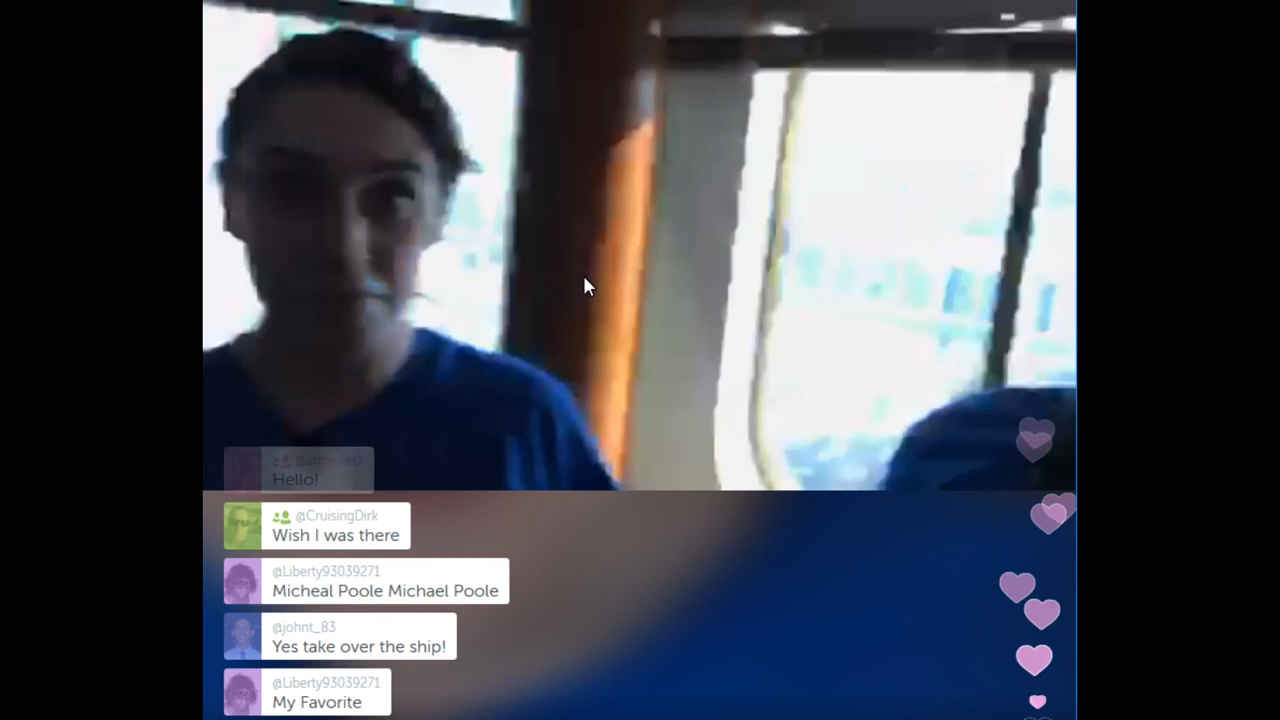 Hello!
@CruisingDirk
Wish I was there
@Liberty93039271
Micheal Poole Michael Poole
@johnt_83
Yes take over the ship!
@Liberty93039271
My Favorite